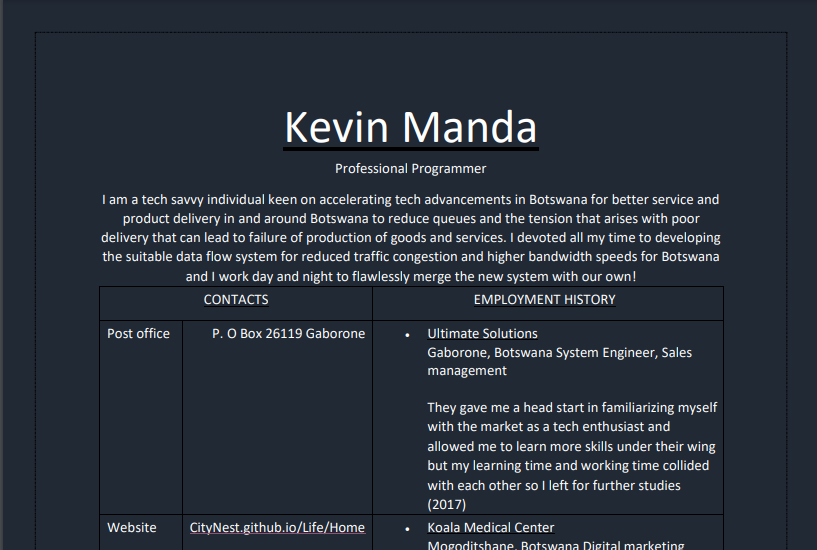 Kevin Manda
Professional Programmer
I am a tech savvy individual keen on accelerating tech advancements in Botswana for better service and
product delivery in and around Botswana to reduce queues and the tension that arises with poor
delivery that can lead to failure of production of goods and services. I devoted all my time to developing
the suitable data flow system for reduced traffic congestion and higher bandwidth speeds for Botswana
and I work day and night to flawlessly merge the new system with our own!
CONTACTS
EMPLOYMENT HISTORY
Post office
P. O Box 26119 Gaborone
• Ultimate Solutions
Gaborone, Botswana System Engineer, Sales
management
They gave me a head start in familiarizing myself
with the market as a tech enthusiast and
allowed me to learn more skills under their wing
but my learning time and working time collided
with each other so I left for further studies
(2017)
Website
CityNest.github.io/Life/Home
• Koala Medical Center
Mogoditshane, Botswana Digital marketing